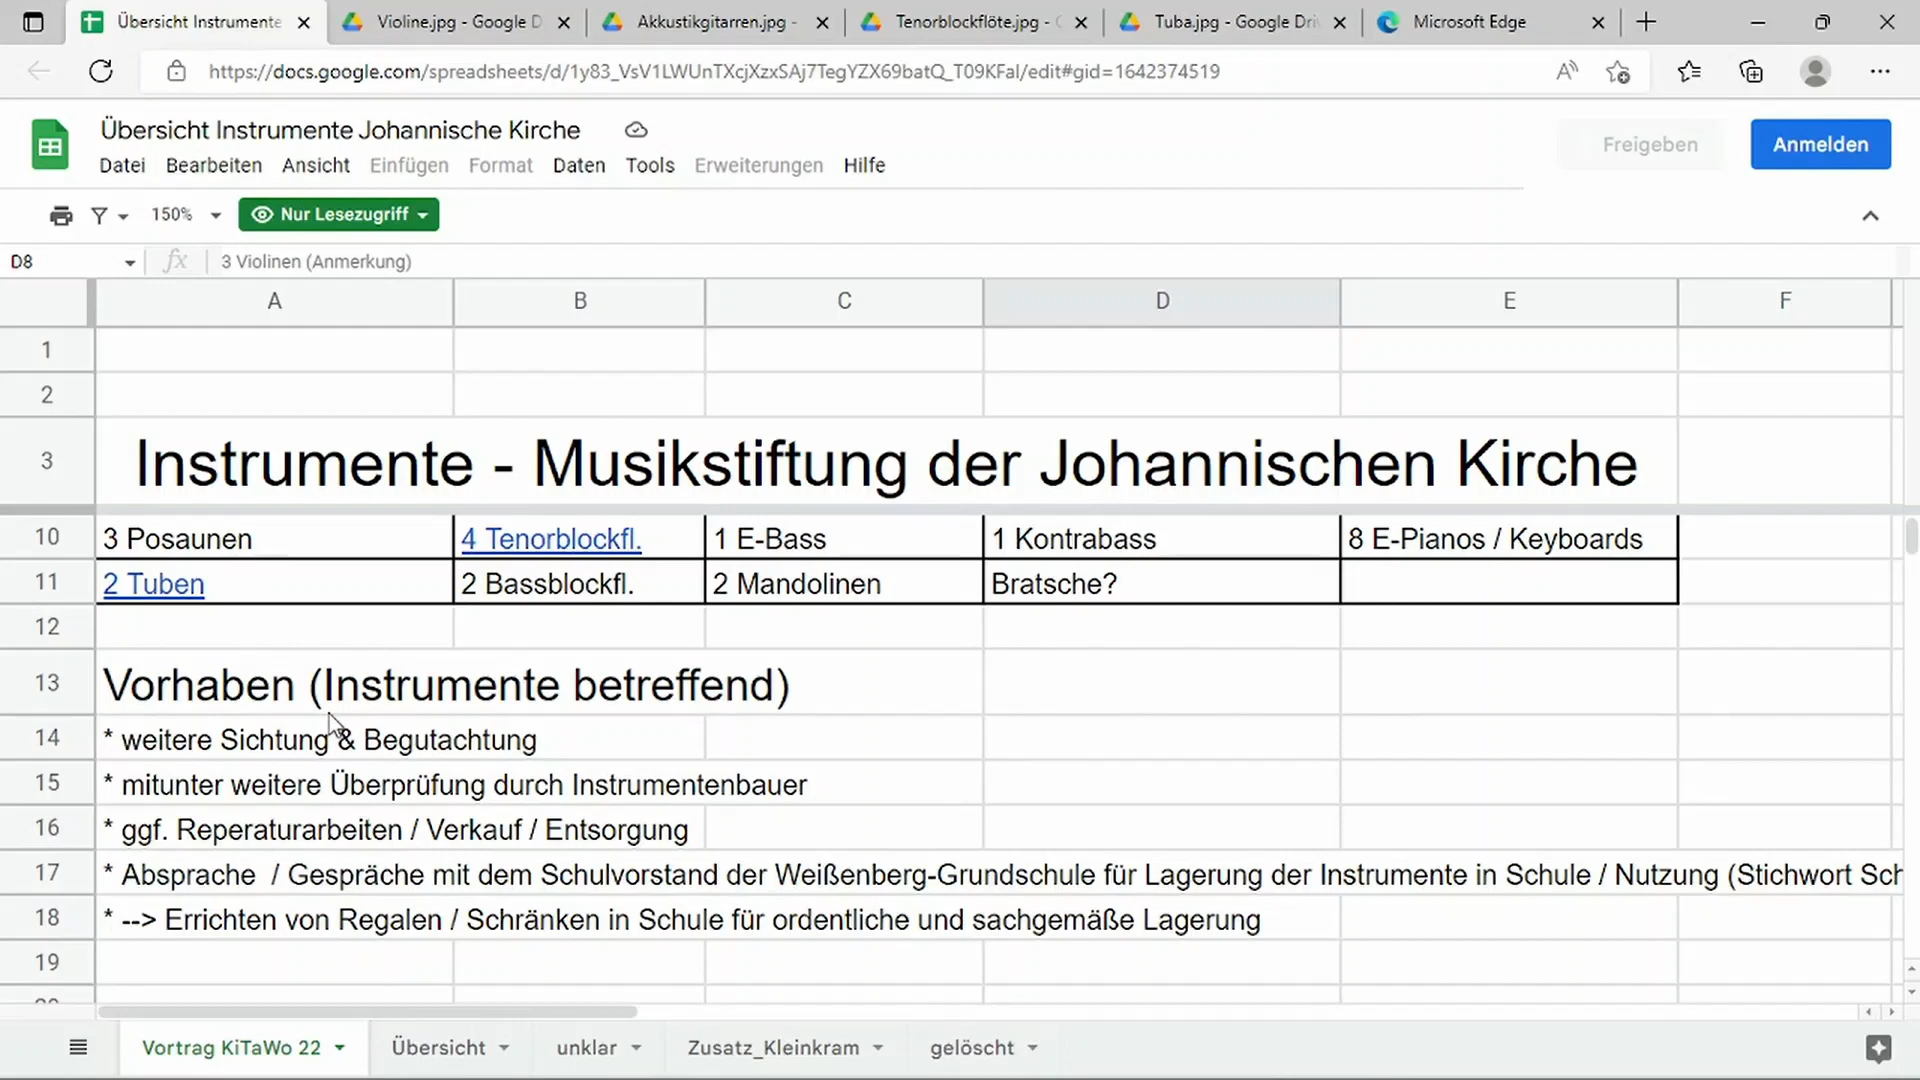 Übersicht Instrumente
Violine.jpg - Google D
Akkustikgitarren.jpg -
Tenorblockflöte.jpg -
Tuba.jpg - Google Dri
Microsoft Edge
https://docs.google.com/spreadsheets/d/1y83_VsV1LWUnTXcjXzxSAj7TegYZX69batQ_T09KFaI/edit#gid=1642374519
Übersicht Instrumente Johannische Kirche
Datei Bearbeiten Ansicht Einfügen Format Daten Tools Erweiterungen Hilfe
Freigeben
Anmelden
150%
Nur Lesezugriff
D8
fx
3 Violinen (Anmerkung)
A B C D E F
1
2
3 Instrumente - Musikstiftung der Johannischen Kirche
10 3 Posaunen 4 Tenorblockfl. 1 E-Bass 1 Kontrabass 8 E-Pianos / Keyboards
11 2 Tuben 2 Bassblockfl. 2 Mandolinen Bratsche?
12
13 Vorhaben (Instrumente betreffend)
14 * weitere Sichtung & Begutachtung
15 * mitunter weitere Überprüfung durch Instrumentenbauer
16 * ggf. Reperaturarbeiten / Verkauf / Entsorgung
17 * Absprache / Gespräche mit dem Schulvorstand der Weißenberg-Grundschule für Lagerung der Instrumente in Schule / Nutzung (Stichwort Sch
18 * --> Errichten von Regalen / Schränken in Schule für ordentliche und sachgemäße Lagerung
19
Vortrag KiTaWo 22
Übersicht
unklar
Zusatz_Kleinkram
gelöscht